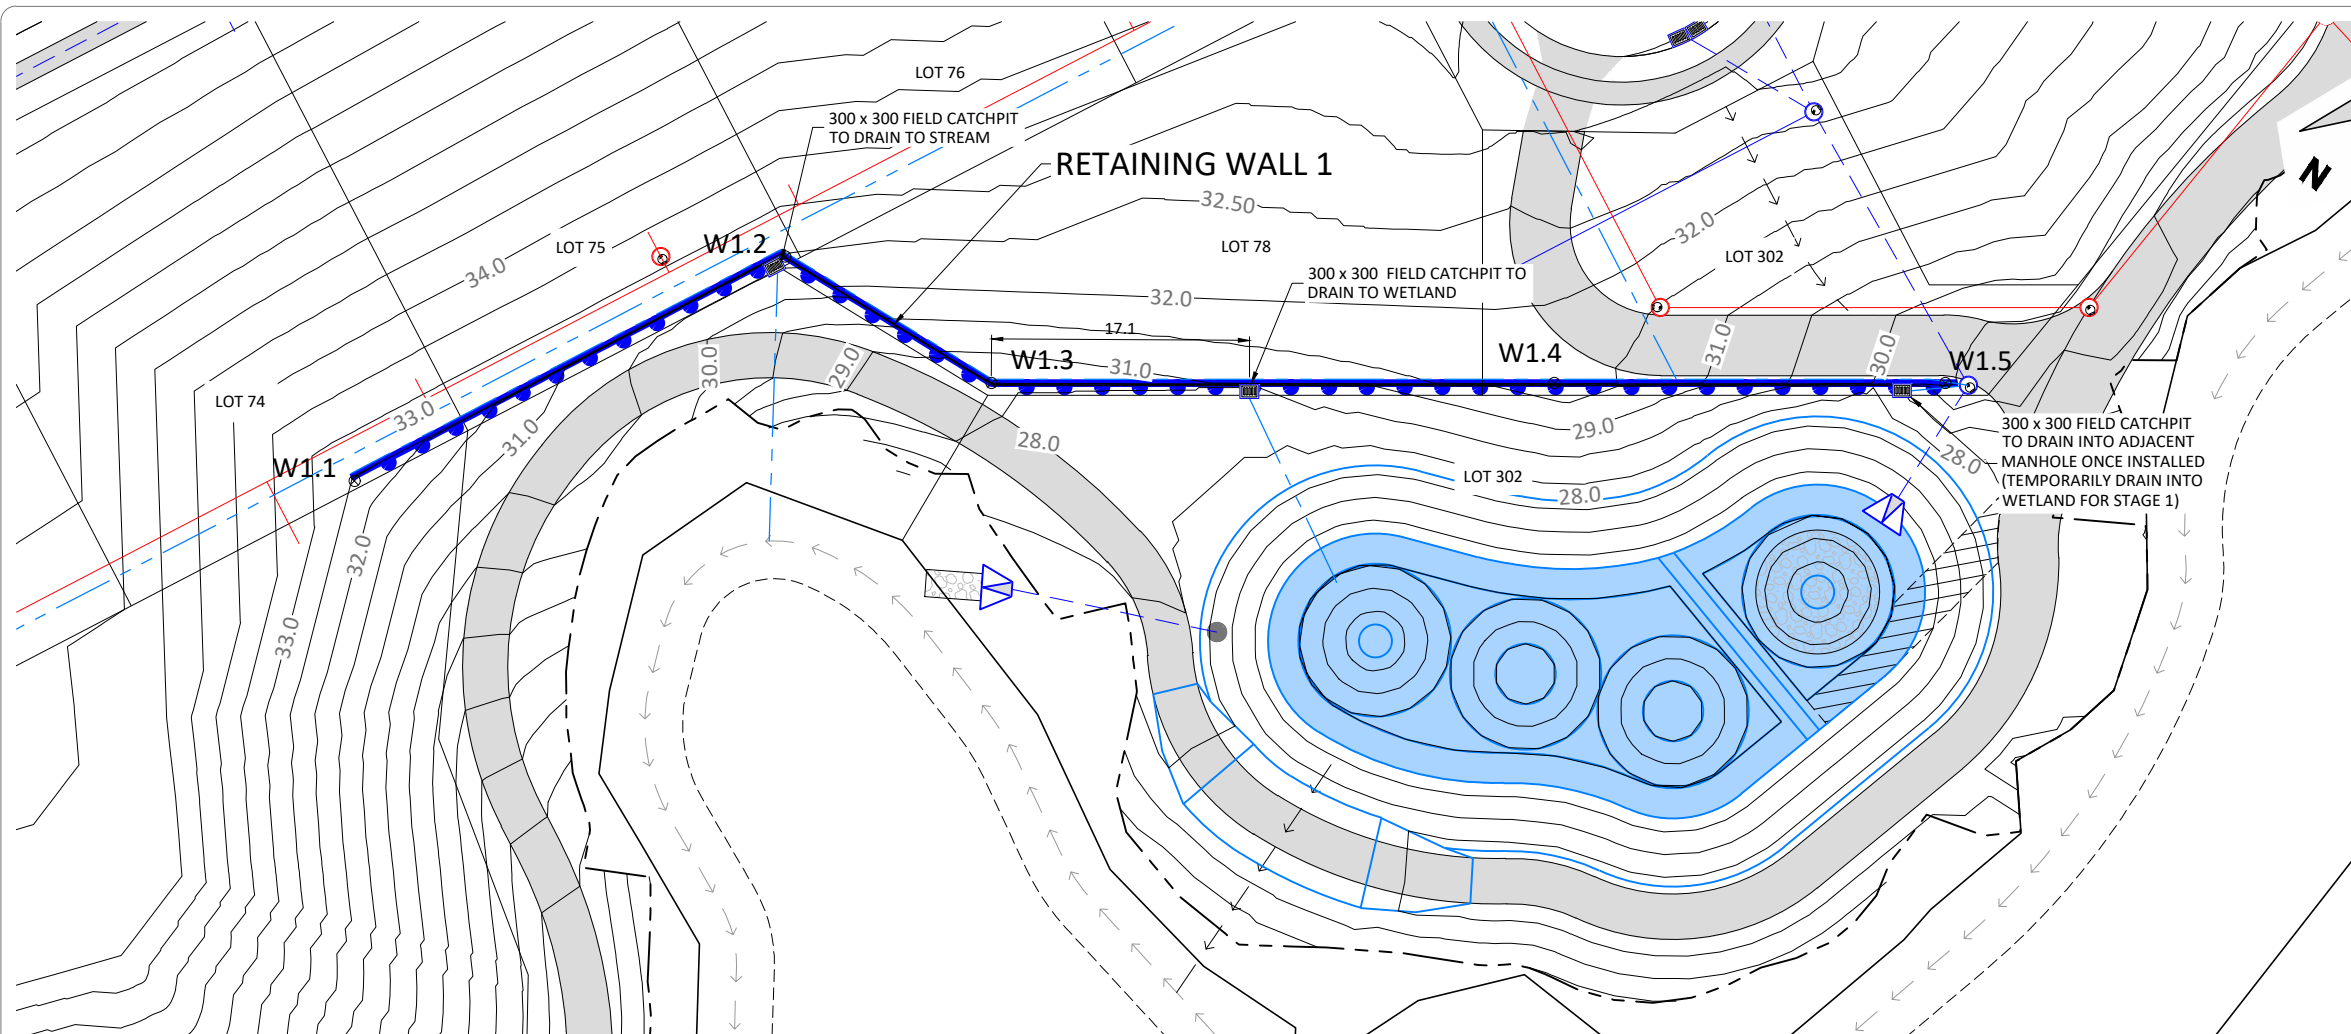 LOT 76
300 x 300 FIELD CATCHPIT
TO DRAIN TO STREAM
RETAINING WALL 1
N
32.50
32.0
W1.2
LOT 75
LOT 78
LOT 302
34.0
300 x 300 FIELD CATCHPIT TO
DRAIN TO WETLAND
32.0
17.1
31.0
30.0
W1.3
W1.4
W1.5
30.0
29.0
31.0
LOT 74
33.0
31.0
28.0
29.0
300 x 300 FIELD CATCHPIT
TO DRAIN INTO ADJACENT
MANHOLE ONCE INSTALLED
(TEMPORARILY DRAIN INTO
WETLAND FOR STAGE 1)
28.0
W1.1
LOT 302
28.0
32.0
33.0